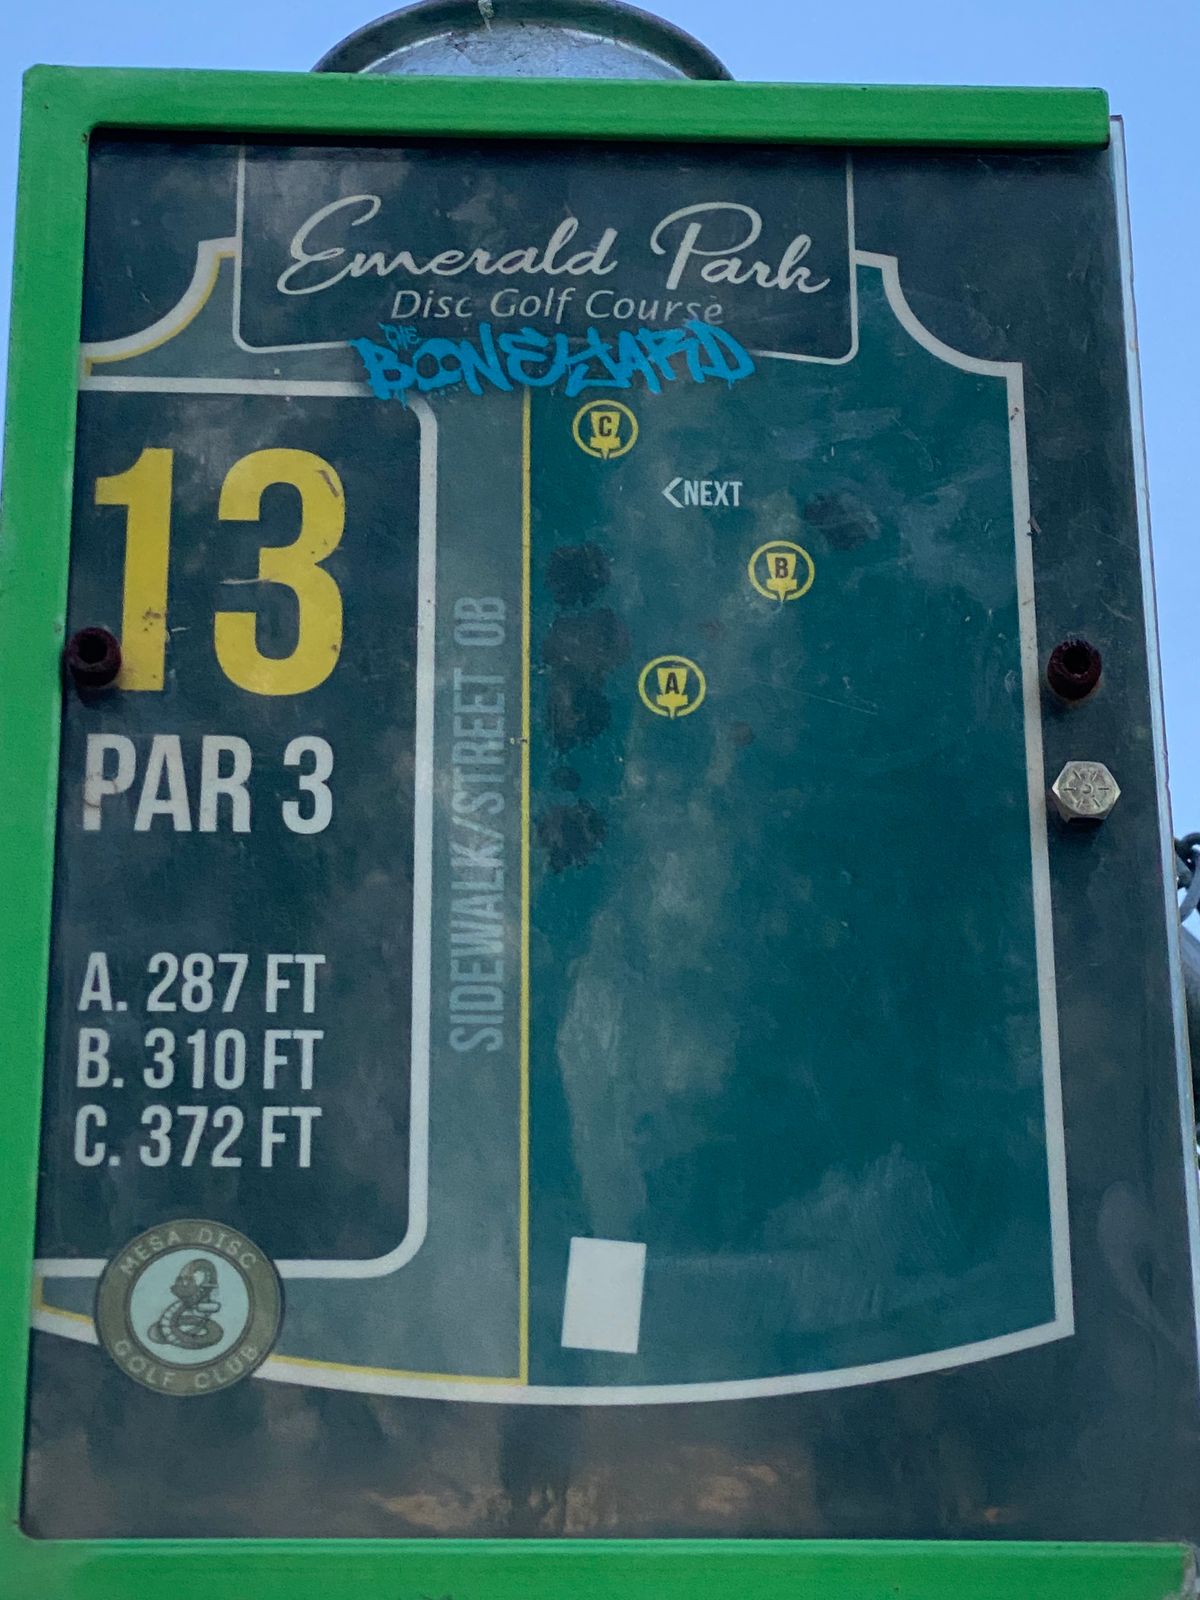 Emerald Park
Disc Golf Course
THE
BONEYARD
13
PAR 3
A. 287 FT
B. 310 FT
C. 372 FT
SIDEWALK/STREET OB
C
<NEXT
B
A
MESA DISC
GOLF CLUB